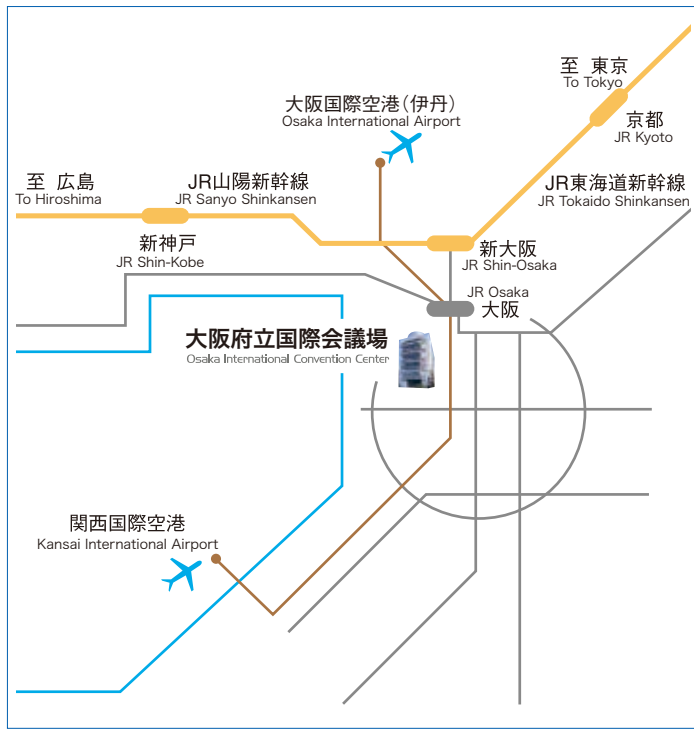 至 東京
To Tokyo
大阪国際空港(伊丹)
Osaka International Airport
京都
JR Kyoto
至 広島
To Hiroshima
JR山陽新幹線
JR Sanyo Shinkansen
JR東海道新幹線
JR Tokaido Shinkansen
新神戸
JR Shin-Kobe
新大阪
JR Shin-Osaka
JR Osaka
大阪
大阪府立国際会議場
Osaka International Convention Center
関西国際空港
Kansai International Airport